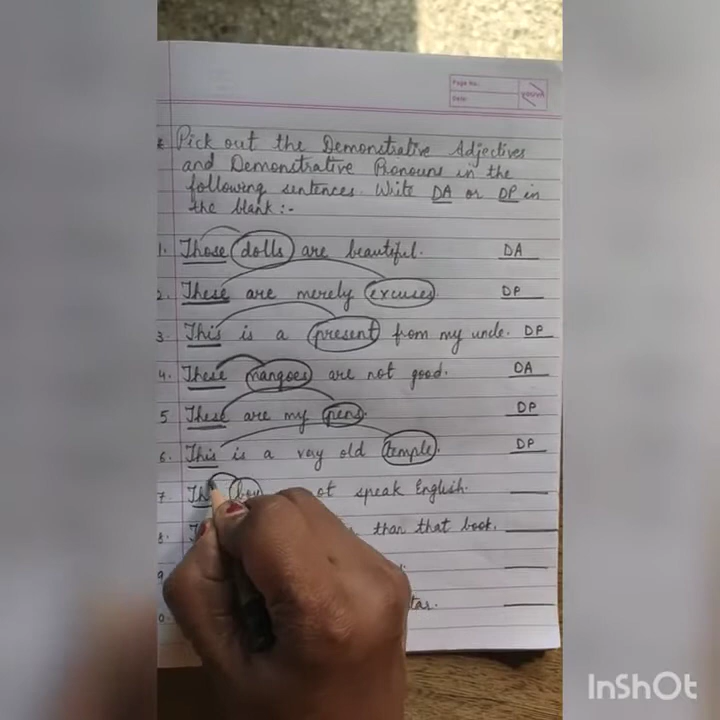 Page No.
Date:
YOUVA
Pick out the Demonstrative Adjectives
and Demonstrative Pronouns in the
following sentences. Write DA or DP in
the blank:-
1. Those dolls are beautiful. DA
2. These are merely excuses. DP
3. This is a present from my uncle. DP
4. These mangoes are not good. DA
5 These are my pens. DP
6. This is a very old temple. DP
7. boy speak English.
8. than that book.
9
InShOt